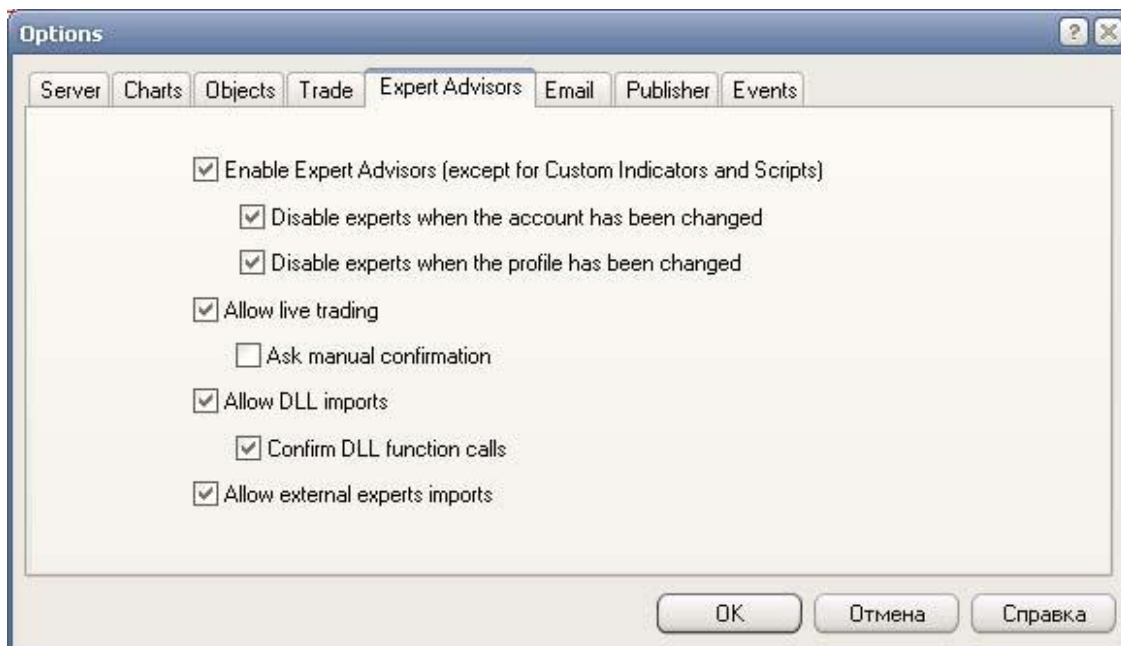 Options
Server Charts Objects Trade Expert Advisors Email Publisher Events
Enable Expert Advisors (except for Custom Indicators and Scripts)
Disable experts when the account has been changed
Disable experts when the profile has been changed
Allow live trading
Ask manual confirmation
Allow DLL imports
Confirm DLL function calls
Allow external experts imports
OK Отмена Справка